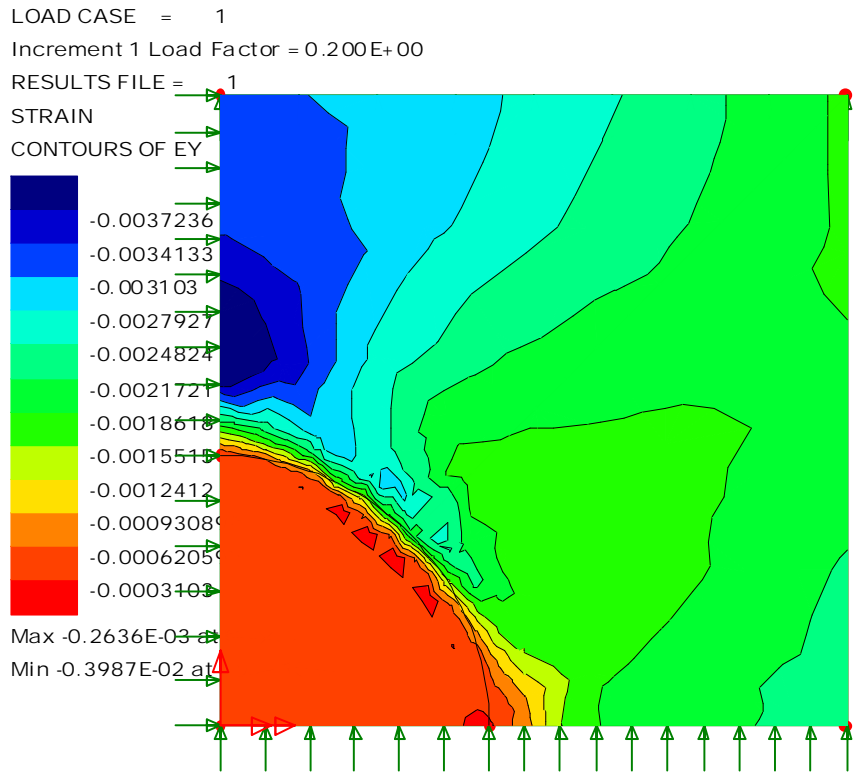 LOAD CASE = 1
Increment 1 Load Factor = 0.200E+00
RESULTS FILE = 1
STRAIN
CONTOURS OF EY
-0.0037236
-0.0034133
-0.003103
-0.0027927
-0.0024824
-0.0021721
-0.0018618
-0.0015515
-0.0012412
-0.00093089
-0.00062059
-0.0003103
Max -0.2636E-03 at
Min -0.3987E-02 at